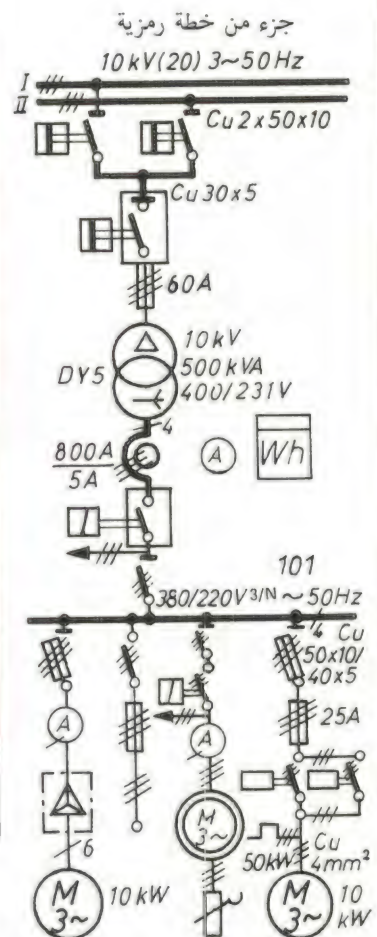 جزء من خطة رمزية
10 kV (20) 3~50 Hz
I
II
Cu 2x50x10
Cu 30x5
60A
10 kV
DY5
500 kVA
400/231V
4
800A
5A
A
Wh
101
380/220V 3/N ~ 50Hz
4 Cu
50x10/
40x5
A
25A
A
6
M
3~
50kW
Cu
4mm²
M
3~
10 kW
M
3~
10
kW